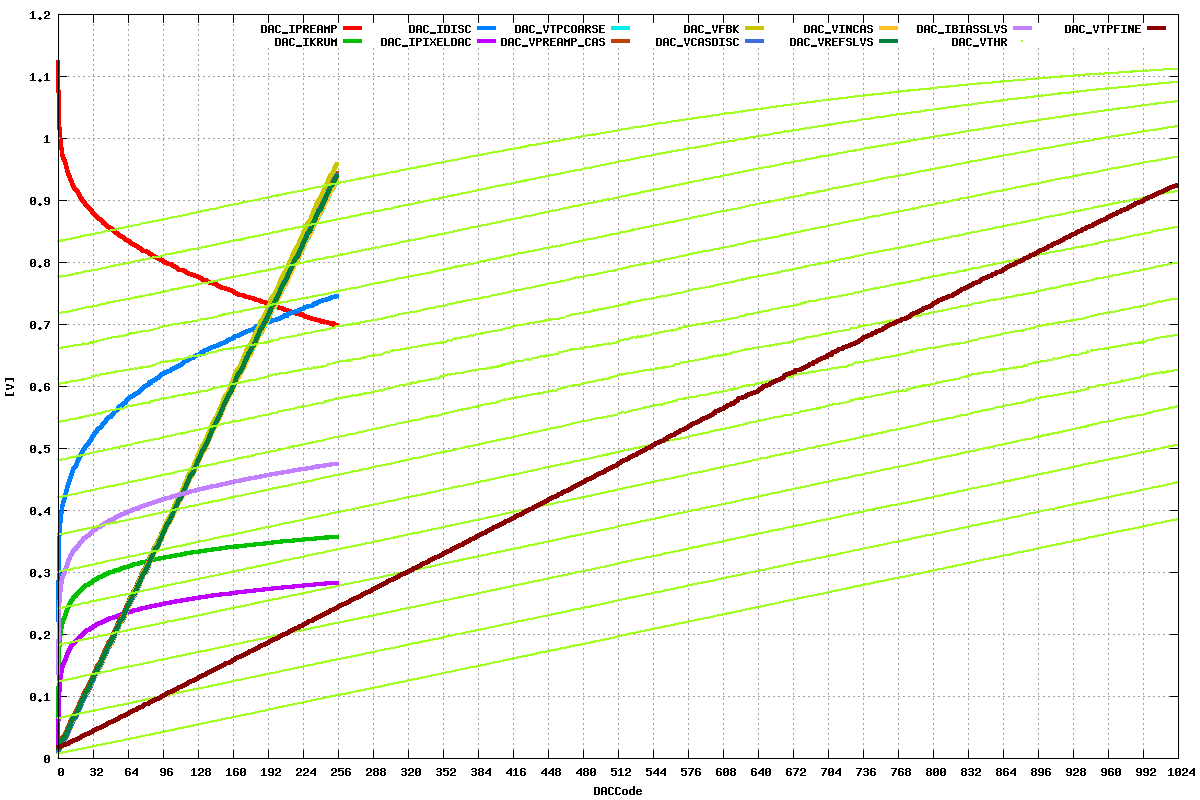 1.2
DAC_IPREAMP DAC_IDISC DAC_VTPCOARSE DAC_VFBK DAC_VINCAS DAC_IBIASSLVS DAC_VTPFINE
DAC_IKRUM DAC_IPIXELDAC DAC_VPREAMP_CAS DAC_VCASDISC DAC_VREFSLVS DAC_VTHR
1.1
1
0.9
0.8
0.7
0.6
[V]
0.5
0.4
0.3
0.2
0.1
0
0 32 64 96 128 160 192 224 256 288 320 352 384 416 448 480 512 544 576 608 640 672 704 736 768 800 832 864 896 928 960 992 1024
DACCode